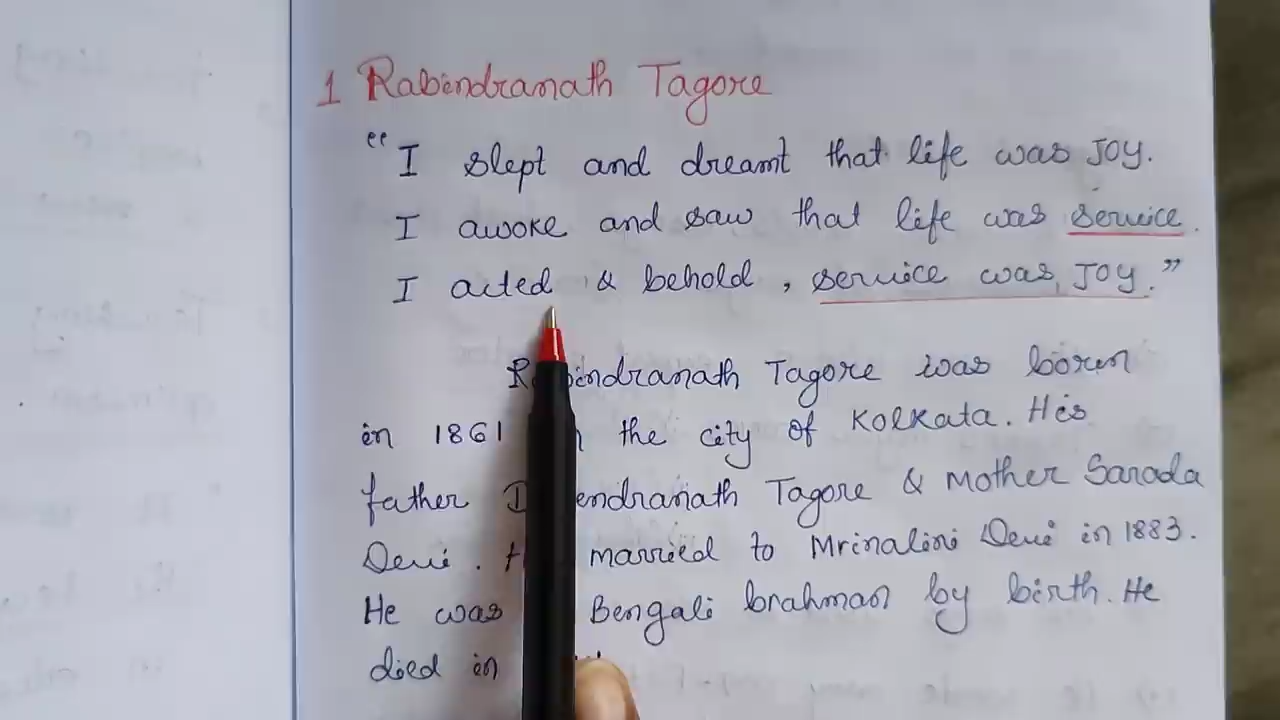 1 Rabindranath Tagore
"I slept and dreamt that life was JOY.
I awoke and saw that life was service.
I acted & behold, service was JOY."
Rabindranath Tagore was born
in 1861 the city of Kolkata. His
father endranath Tagore & Mother Sarada
Devi. married to Mrinalini Devi in 1883.
He was Bengali brahman by birth. He
died in